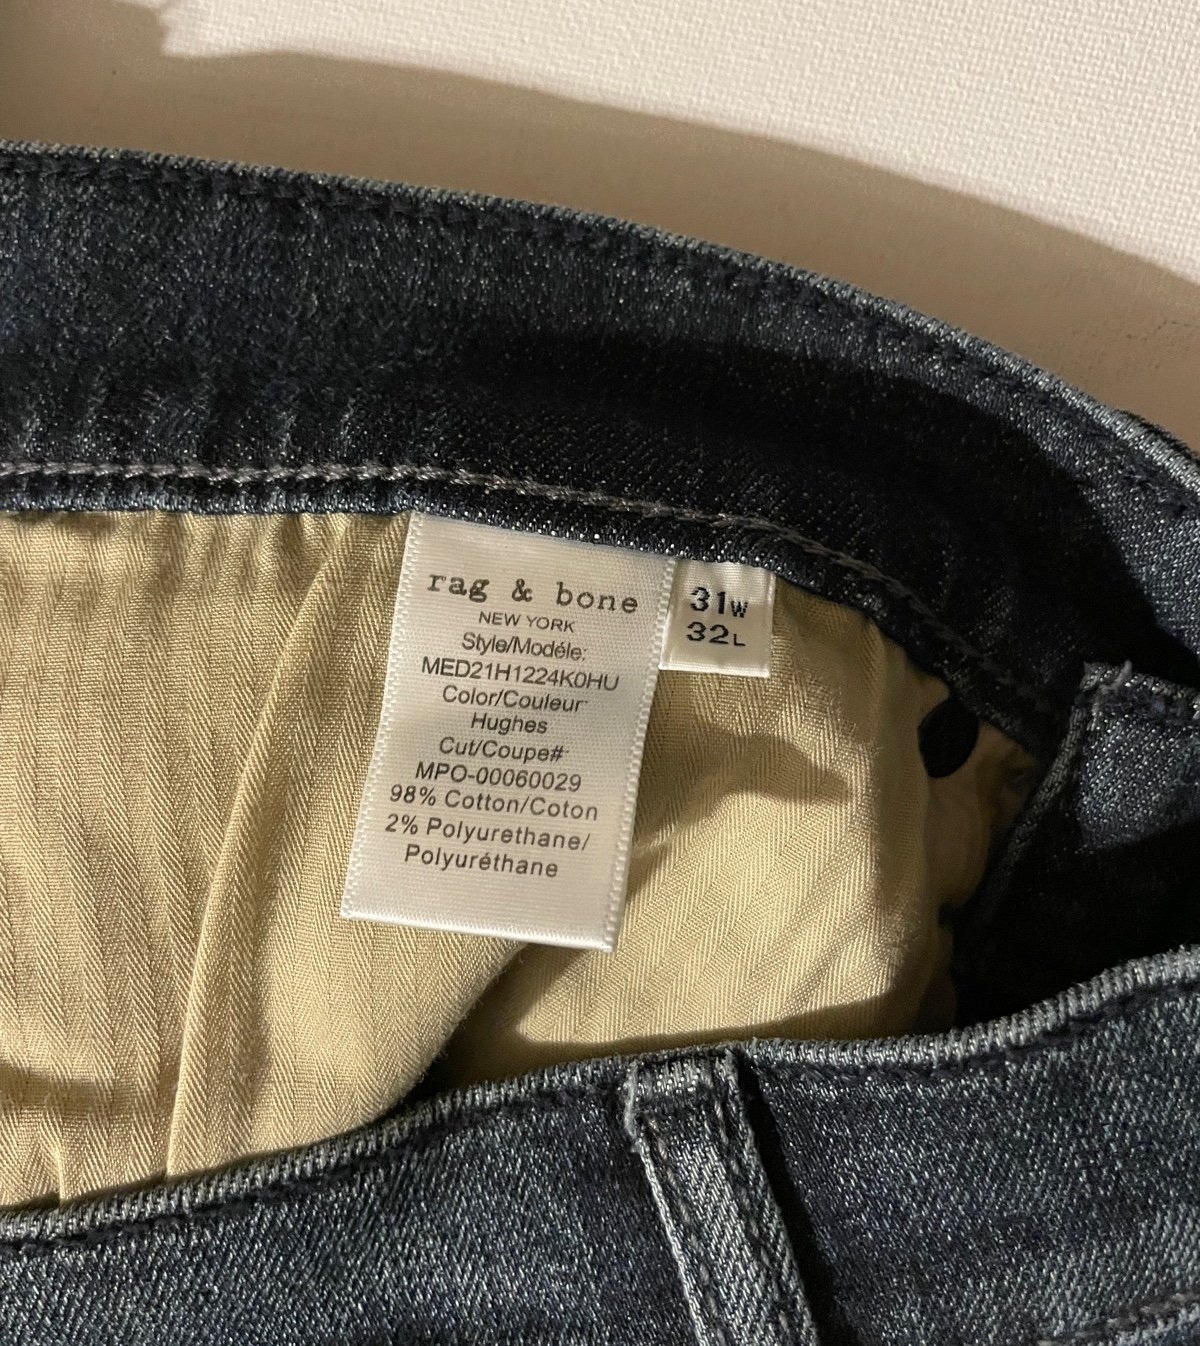 rag & bone
NEW YORK
Style/Modéle:
MED21H1224K0HU
Color/Couleur
Hughes
Cut/Coupe#
MPO-00060029
98% Cotton/Coton
2% Polyurethane/
Polyuréthane
31W
32L